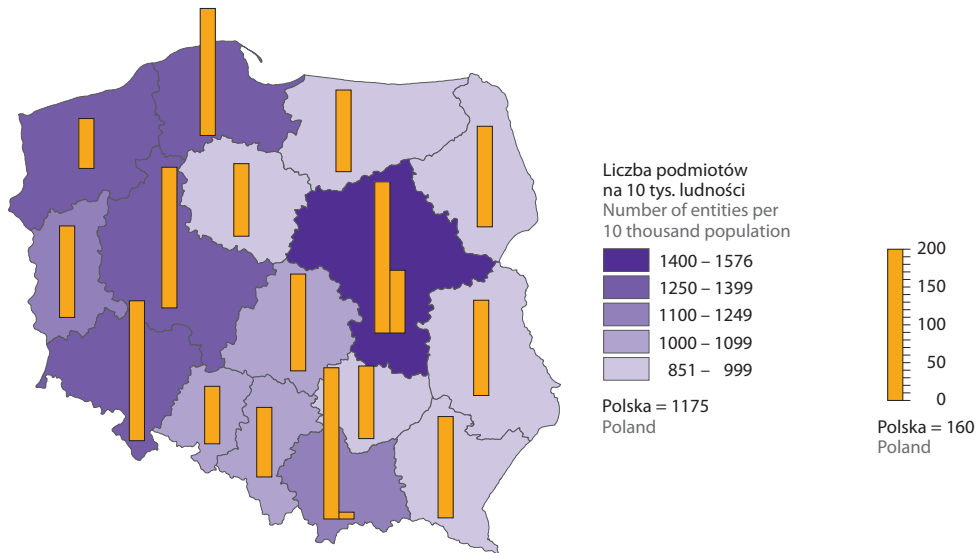 Liczba podmiotów
na 10 tys. ludności
Number of entities per
10 thousand population
1400 – 1576
1250 – 1399
1100 – 1249
1000 – 1099
851 – 999
Polska = 1175
Poland
200
150
100
50
0
Polska = 160
Poland